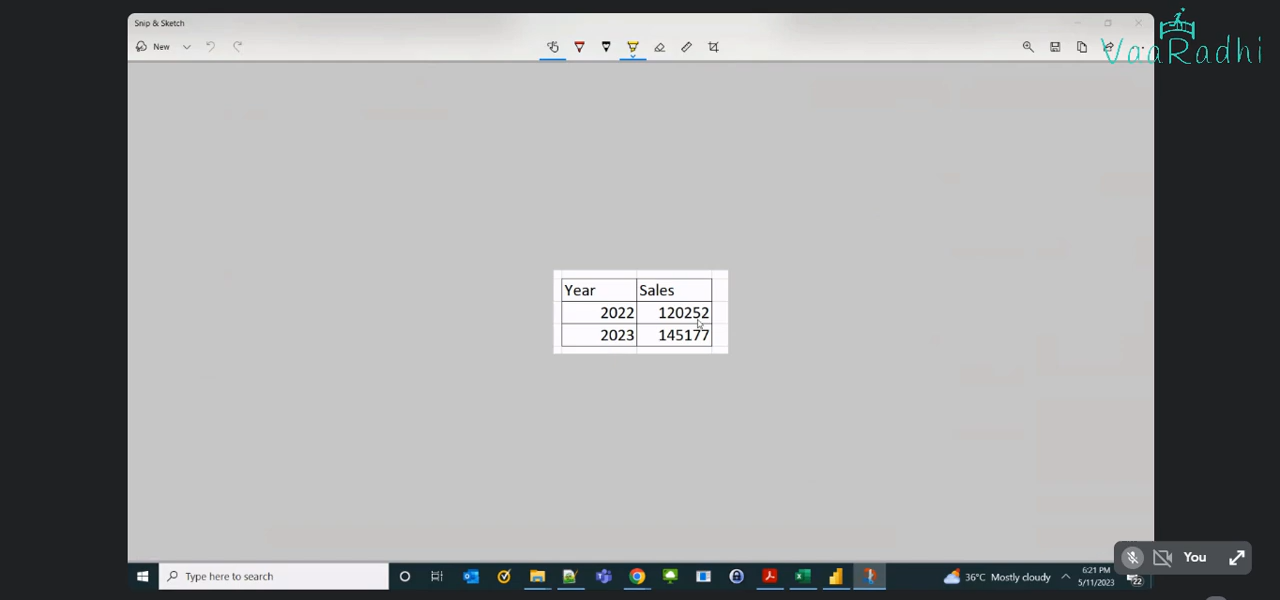 Snip & Sketch
VaaRadhi
New
Year Sales
2022 120252
2023 145177
You
Type here to search
36°C Mostly cloudy
6:21 PM
5/11/2023
22